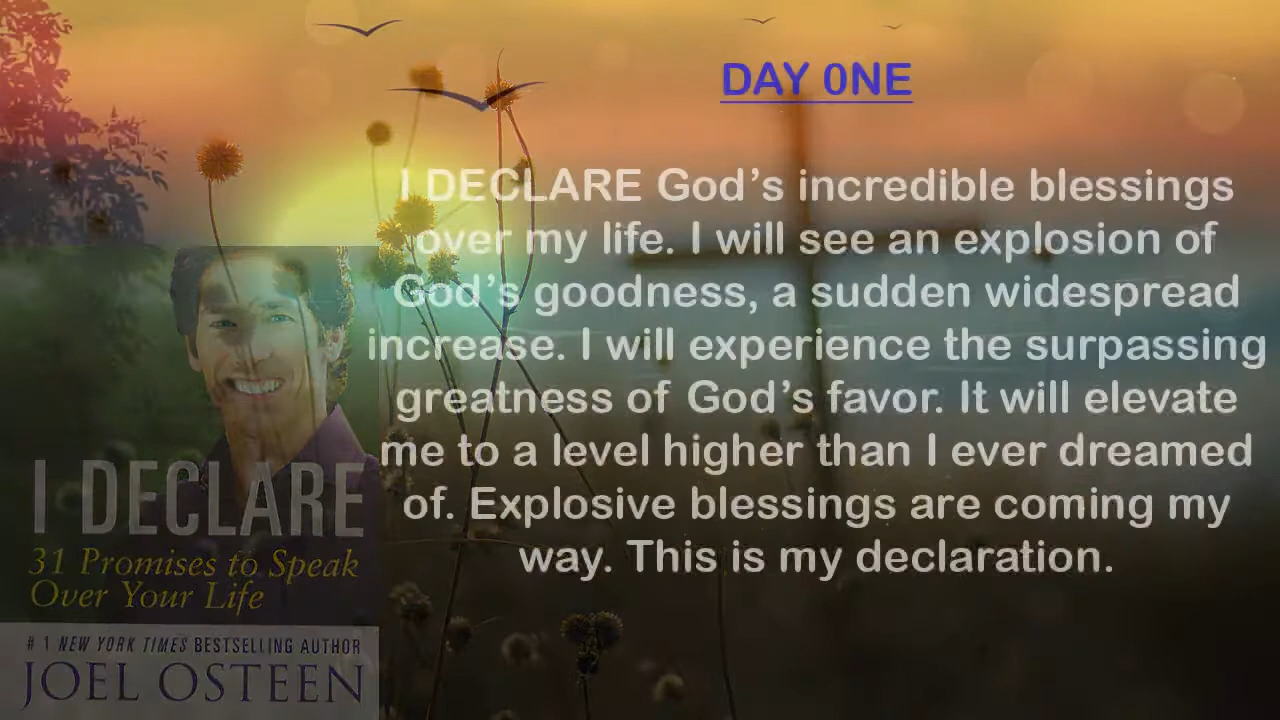 DAY 0NE
I DECLARE God’s incredible blessings
over my life. I will see an explosion of
God’s goodness, a sudden widespread
increase. I will experience the surpassing
greatness of God’s favor. It will elevate
me to a level higher than I ever dreamed
of. Explosive blessings are coming my
way. This is my declaration.
I DECLARE
31 Promises to Speak
Over Your Life
# 1 NEW YORK TIMES BESTSELLING AUTHOR
JOEL OSTEEN